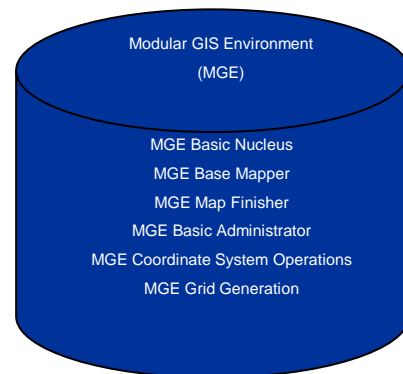 Modular GIS Environment
(MGE)
MGE Basic Nucleus
MGE Base Mapper
MGE Map Finisher
MGE Basic Administrator
MGE Coordinate System Operations
MGE Grid Generation